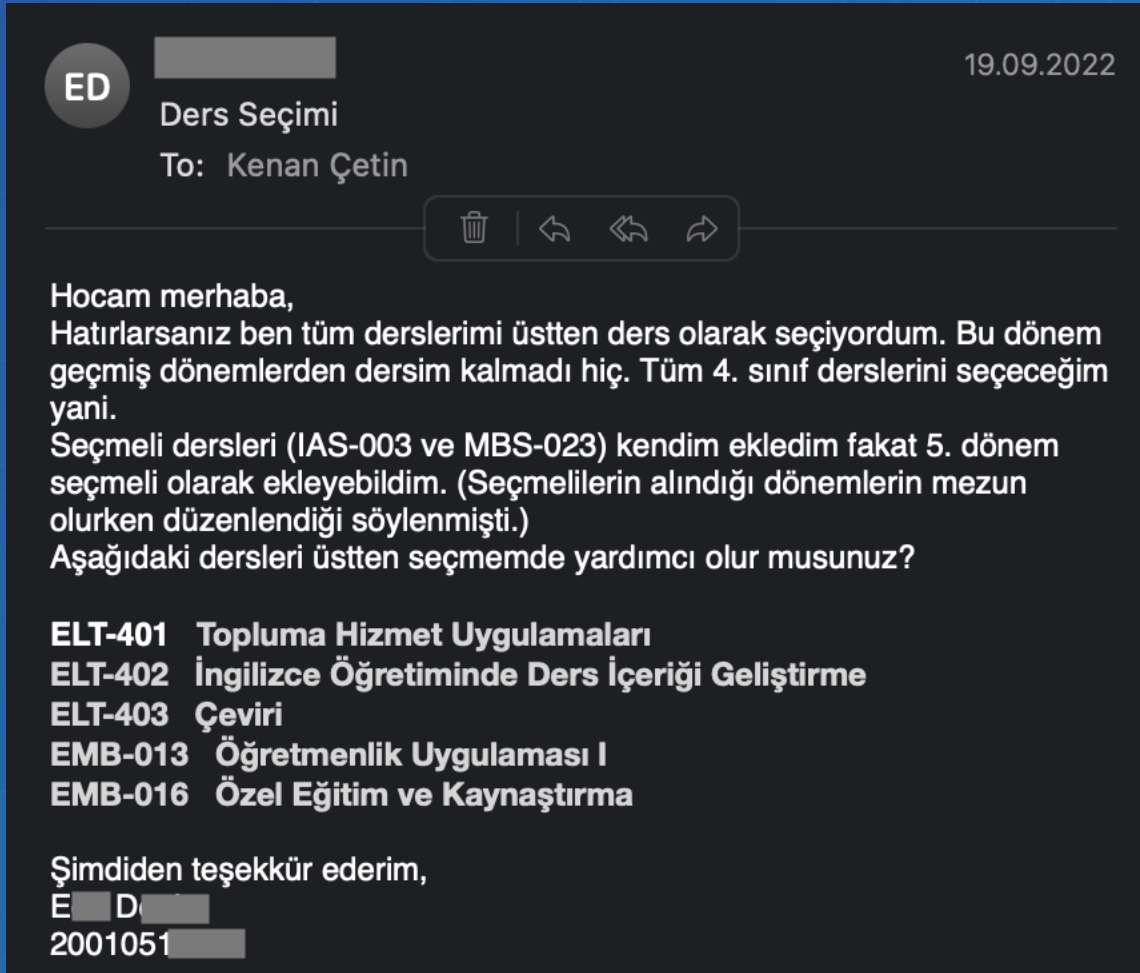 ED
19.09.2022
Ders Seçimi
To: Kenan Çetin
Hocam merhaba,
Hatırlarsanız ben tüm derslerimi üstten ders olarak seçiyordum. Bu dönem
geçmiş dönemlerden dersim kalmadı hiç. Tüm 4. sınıf derslerini seçeceğim
yani.
Seçmeli dersleri (IAS-003 ve MBS-023) kendim ekledim fakat 5. dönem
seçmeli olarak ekleyebildim. (Seçmelilerin alındığı dönemlerin mezun
olurken düzenlendiği söylenmişti.)
Aşağıdaki dersleri üstten seçmemde yardımcı olur musunuz?
ELT-401 Topluma Hizmet Uygulamaları
ELT-402 İngilizce Öğretiminde Ders İçeriği Geliştirme
ELT-403 Çeviri
EMB-013 Öğretmenlik Uygulaması I
EMB-016 Özel Eğitim ve Kaynaştırma
Şimdiden teşekkür ederim,
E D
2001051